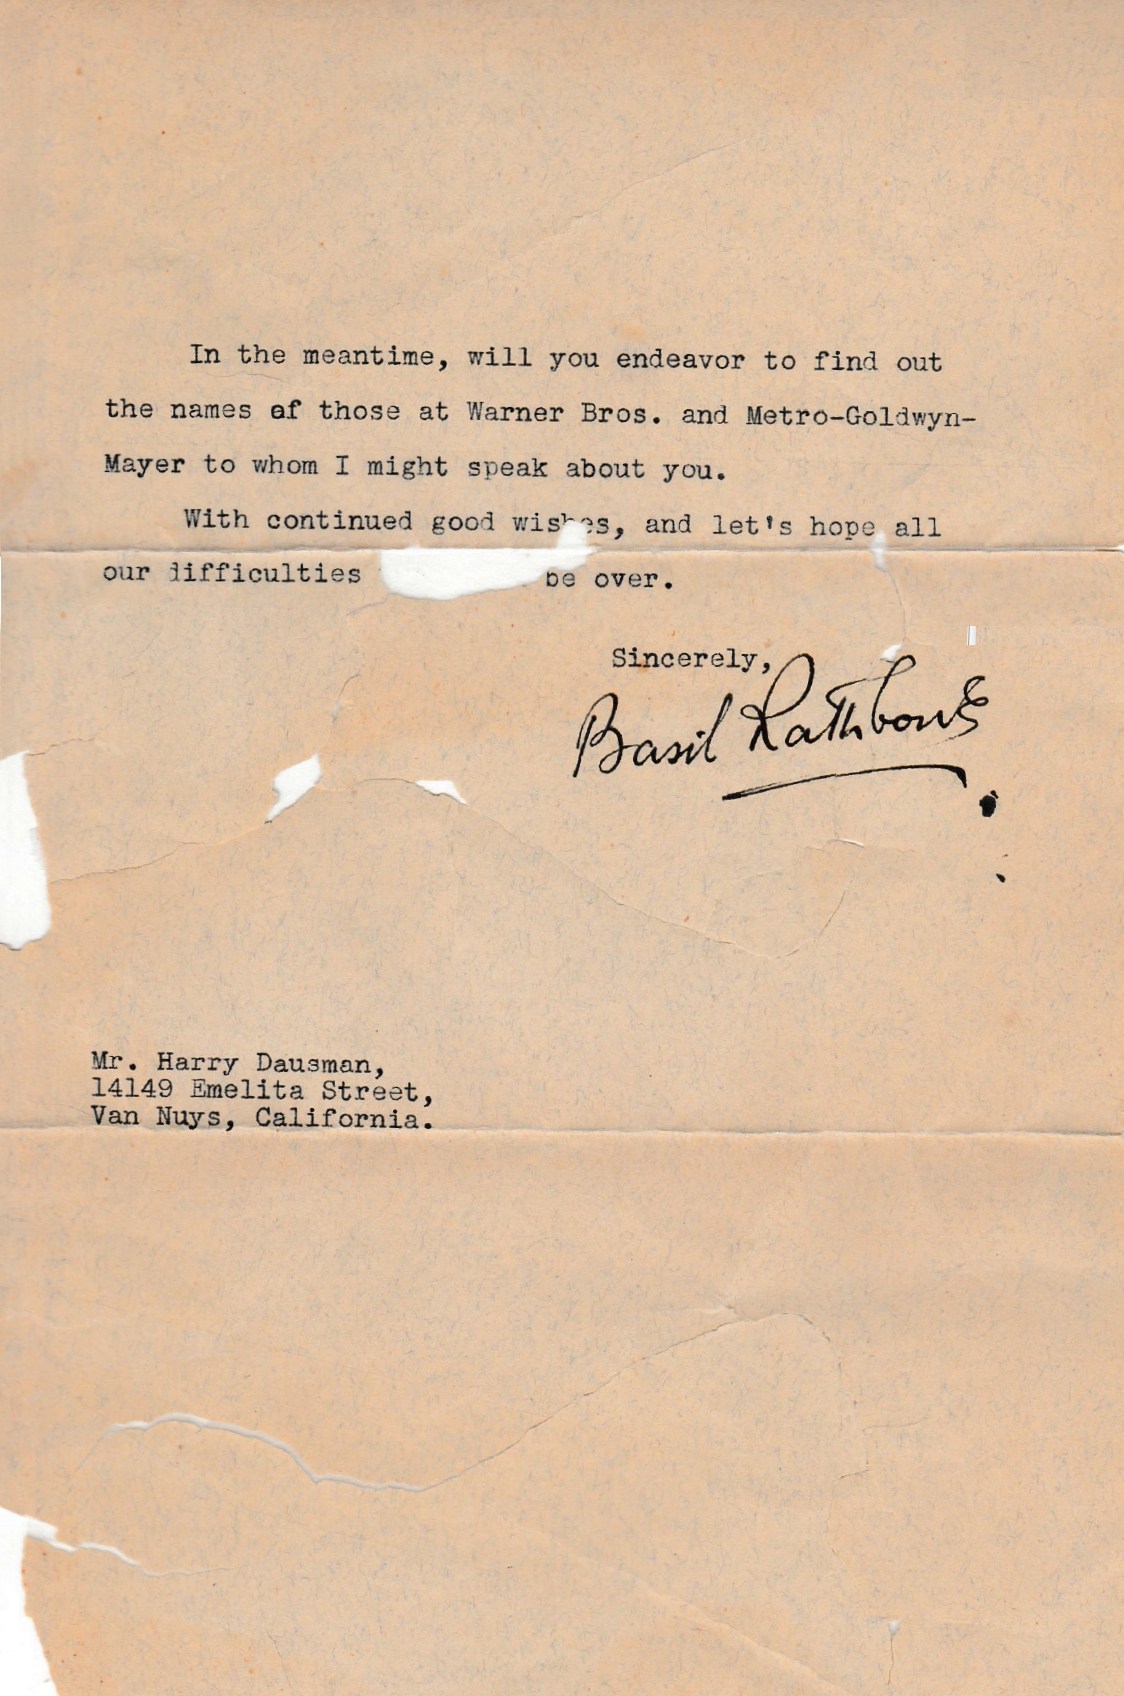 In the meantime, will you endeavor to find out
the names of those at Warner Bros. and Metro-Goldwyn-
Mayer to whom I might speak about you.
With continued good wishes, and let's hope all
our difficulties be over.
Sincerely,
Basil Rathbone
Mr. Harry Dausman,
14149 Emelita Street,
Van Nuys, California.